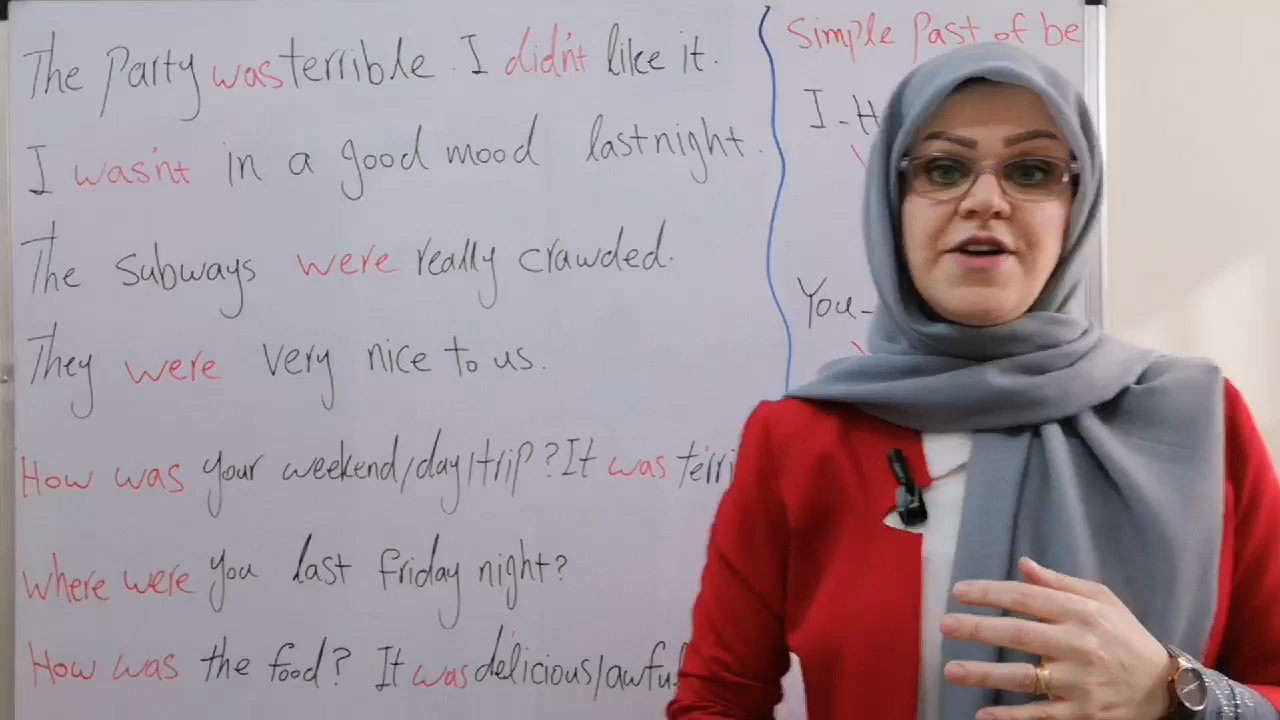 The Party was terrible. I didn't like it.
I wasn't in a good mood last night.
The subways were really crawded.
They were very nice to us.
How was your weekend/day/trip? It was
Where were you last Friday night?
How was the food? It was delicious/awful
Simple Past of be
I-H
You-